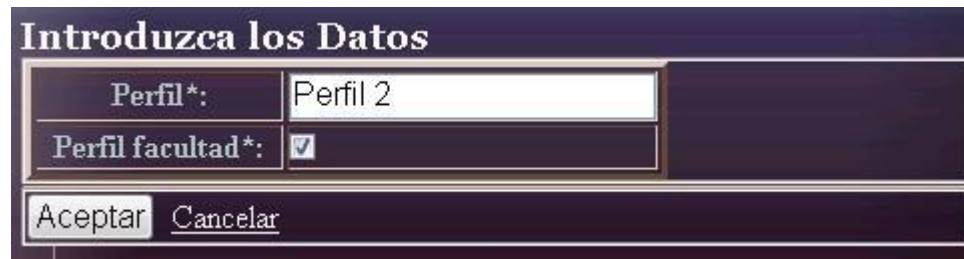 Introduzca los Datos
Perfil*: Perfil 2
Perfil facultad*:
Aceptar Cancelar